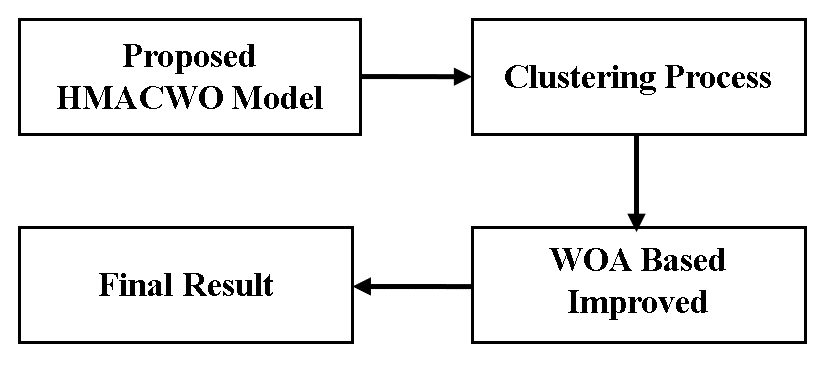 Proposed
HMACWO Model
Clustering Process
WOA Based
Improved
Final Result